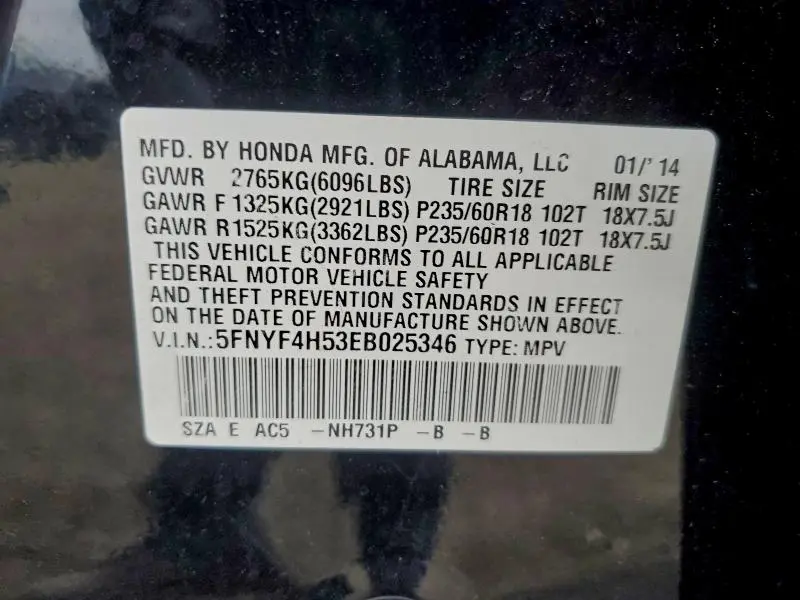 MFD. BY HONDA MFG. OF ALABAMA, LLC 01/'14
GVWR 2765KG(6096LBS) TIRE SIZE RIM SIZE
GAWR F 1325KG(2921LBS) P235/60R18 102T 18X7.5J
GAWR R1525KG(3362LBS) P235/60R18 102T 18X7.5J
THIS VEHICLE CONFORMS TO ALL APPLICABLE
FEDERAL MOTOR VEHICLE SAFETY
AND THEFT PREVENTION STANDARDS IN EFFECT
ON THE DATE OF MANUFACTURE SHOWN ABOVE.
V.I.N.:5FNYF4H53EB025346 TYPE: MPV
SZA E AC5 -NH731P -B -B